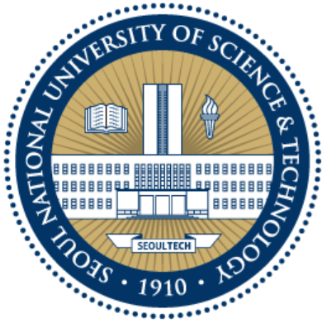 SEOUL NATIONAL UNIVERSITY OF SCIENCE & TECHNOLOGY
SEOULTECH
· 1910 ·